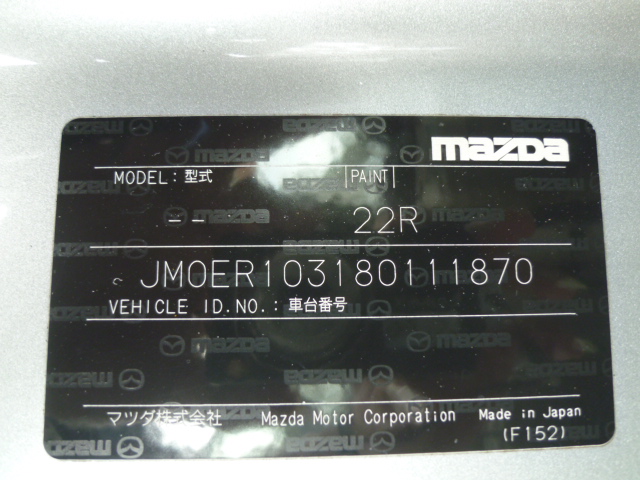 mazda
MODEL: 型式 PAINT
-- 22R
JM0ER103180111870
VEHICLE ID.NO.: 車台番号
マツダ株式会社 Mazda Motor Corporation Made in Japan
(F152)